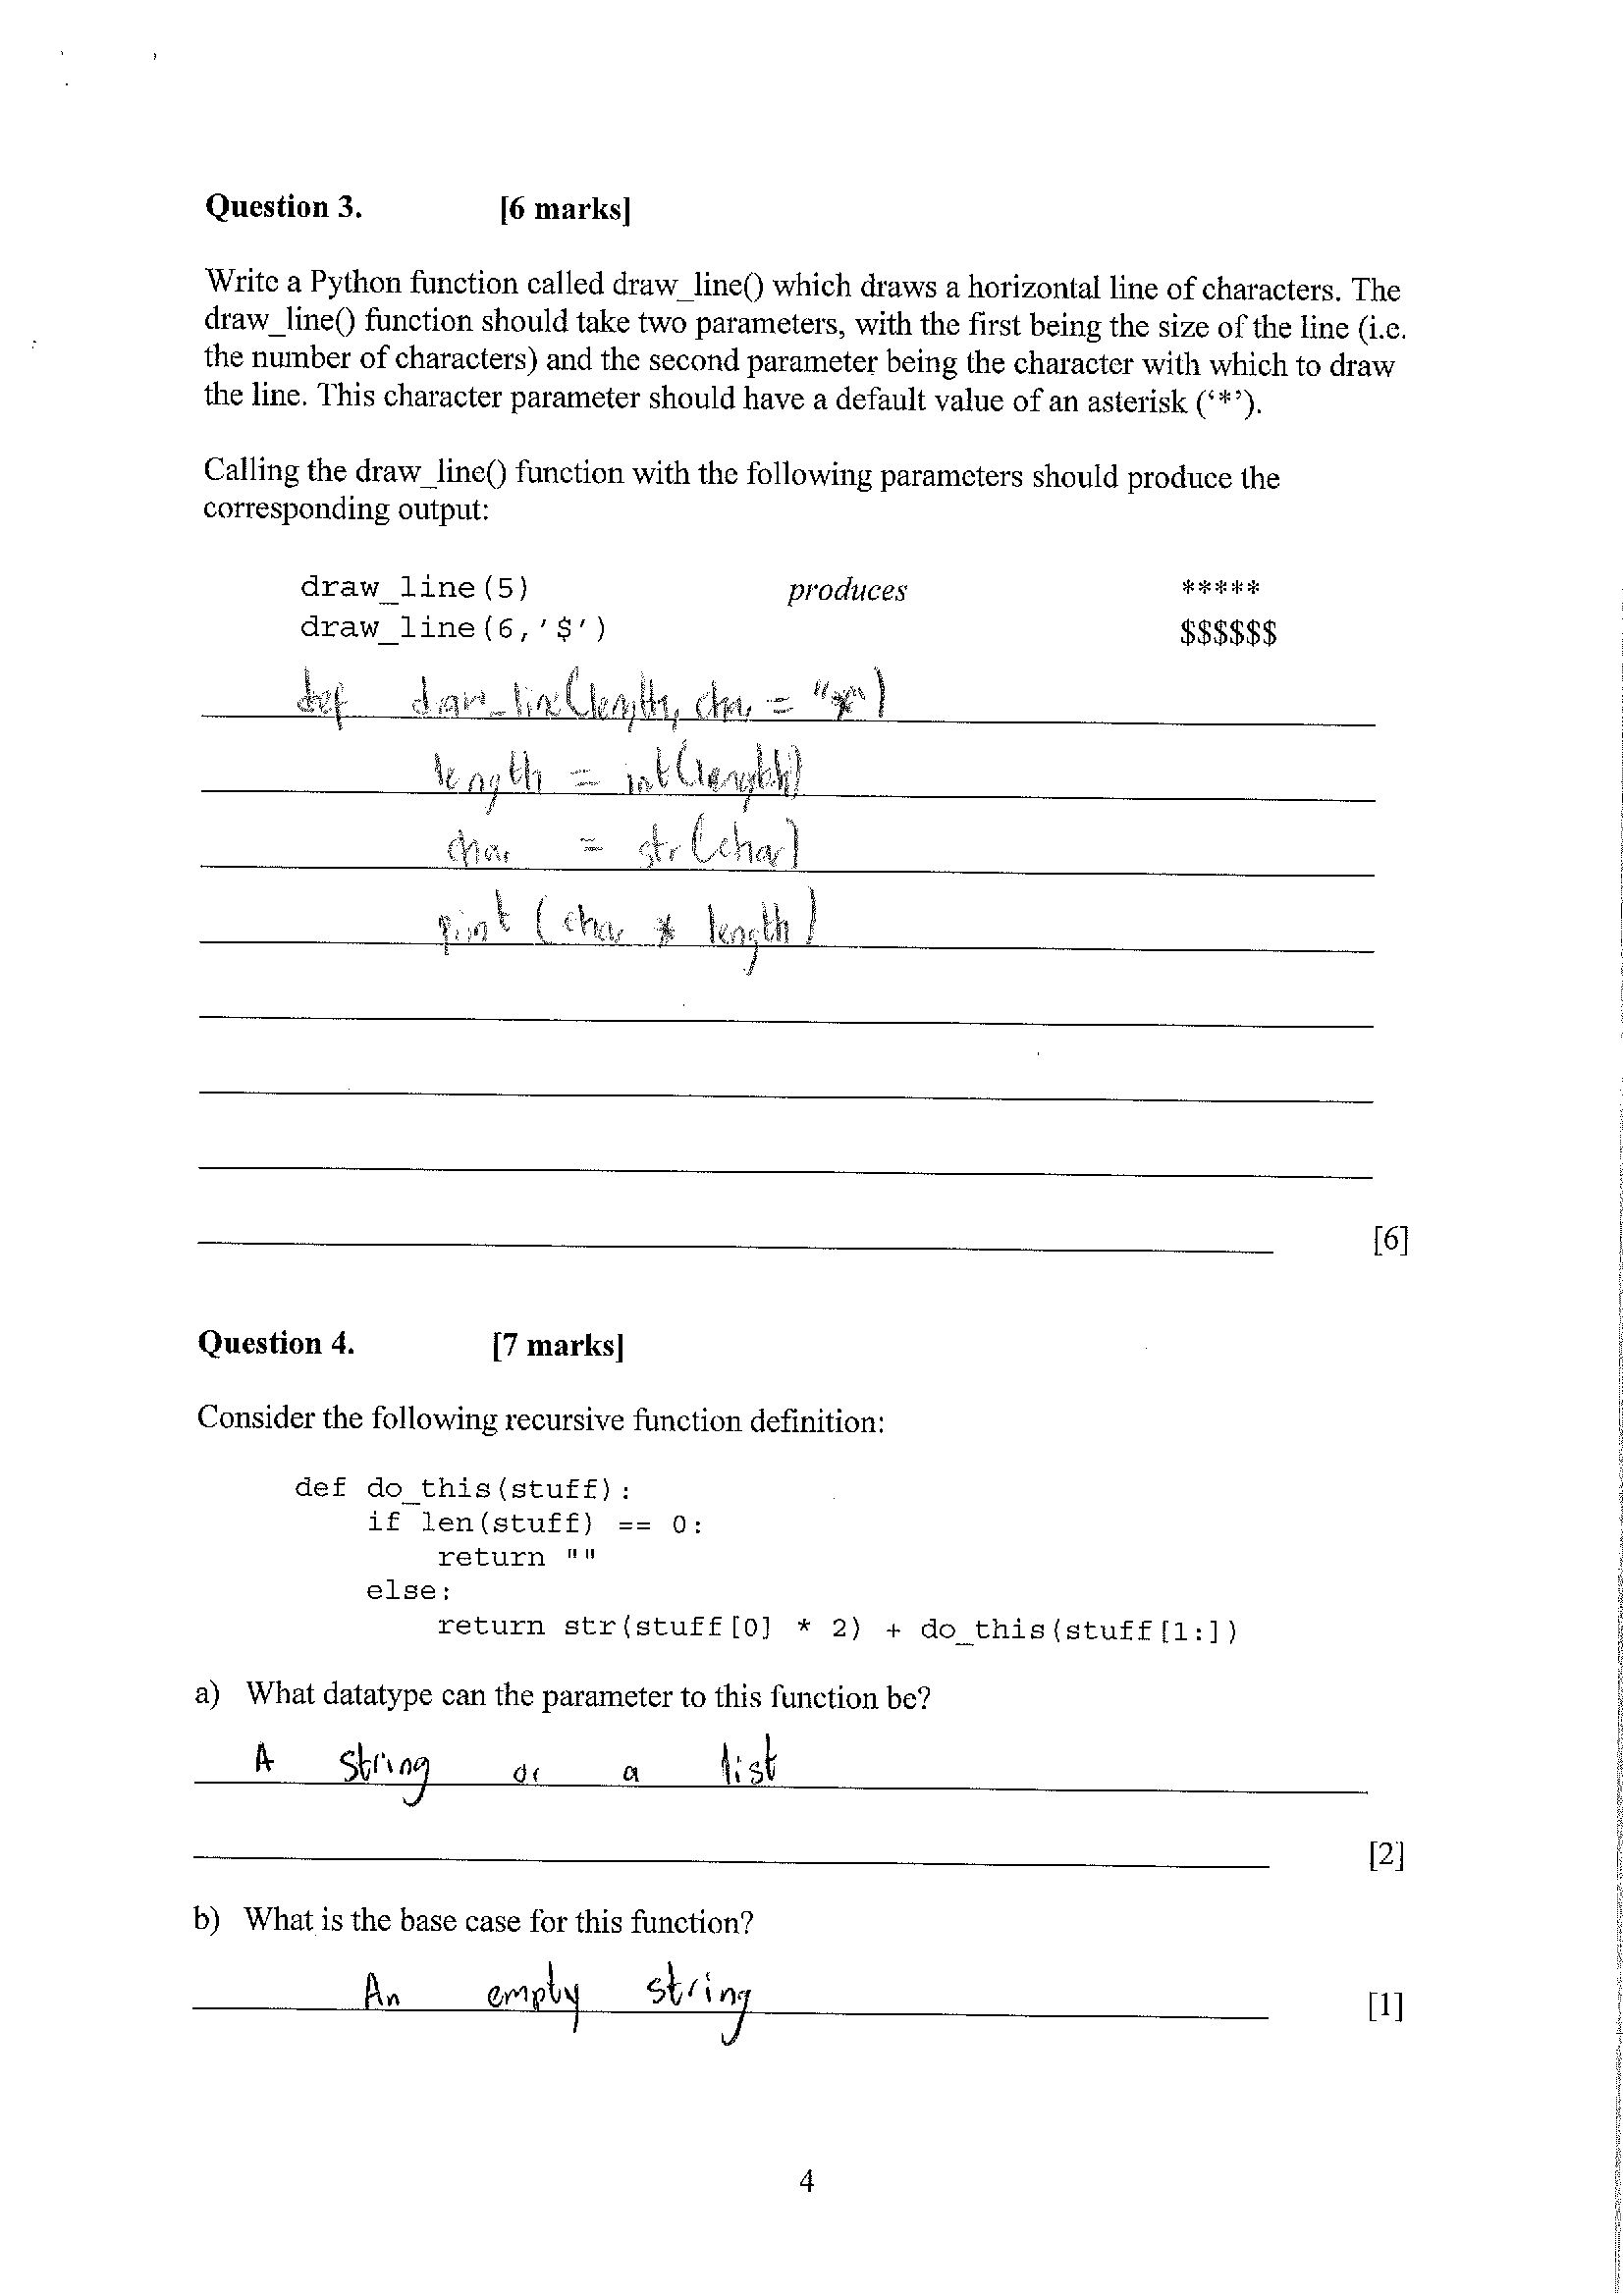 Question 3. [6 marks]
Write a Python function called draw_line() which draws a horizontal line of characters. The
draw_line() function should take two parameters, with the first being the size of the line (i.e.
the number of characters) and the second parameter being the character with which to draw
the line. This character parameter should have a default value of an asterisk (‘*’).
Calling the draw_line() function with the following parameters should produce the
corresponding output:
draw_line(5) produces *****
draw_line(6,'$') $$$$$$
def draw_line(length, char = "*")
length = int(length)
char = str(char)
print (char * length)
[6]
Question 4. [7 marks]
Consider the following recursive function definition:
def do_this(stuff):
if len(stuff) == 0:
return ""
else:
return str(stuff[0] * 2) + do_this(stuff[1:])
a) What datatype can the parameter to this function be?
A string or a list
[2]
b) What is the base case for this function?
An empty string
[1]
4